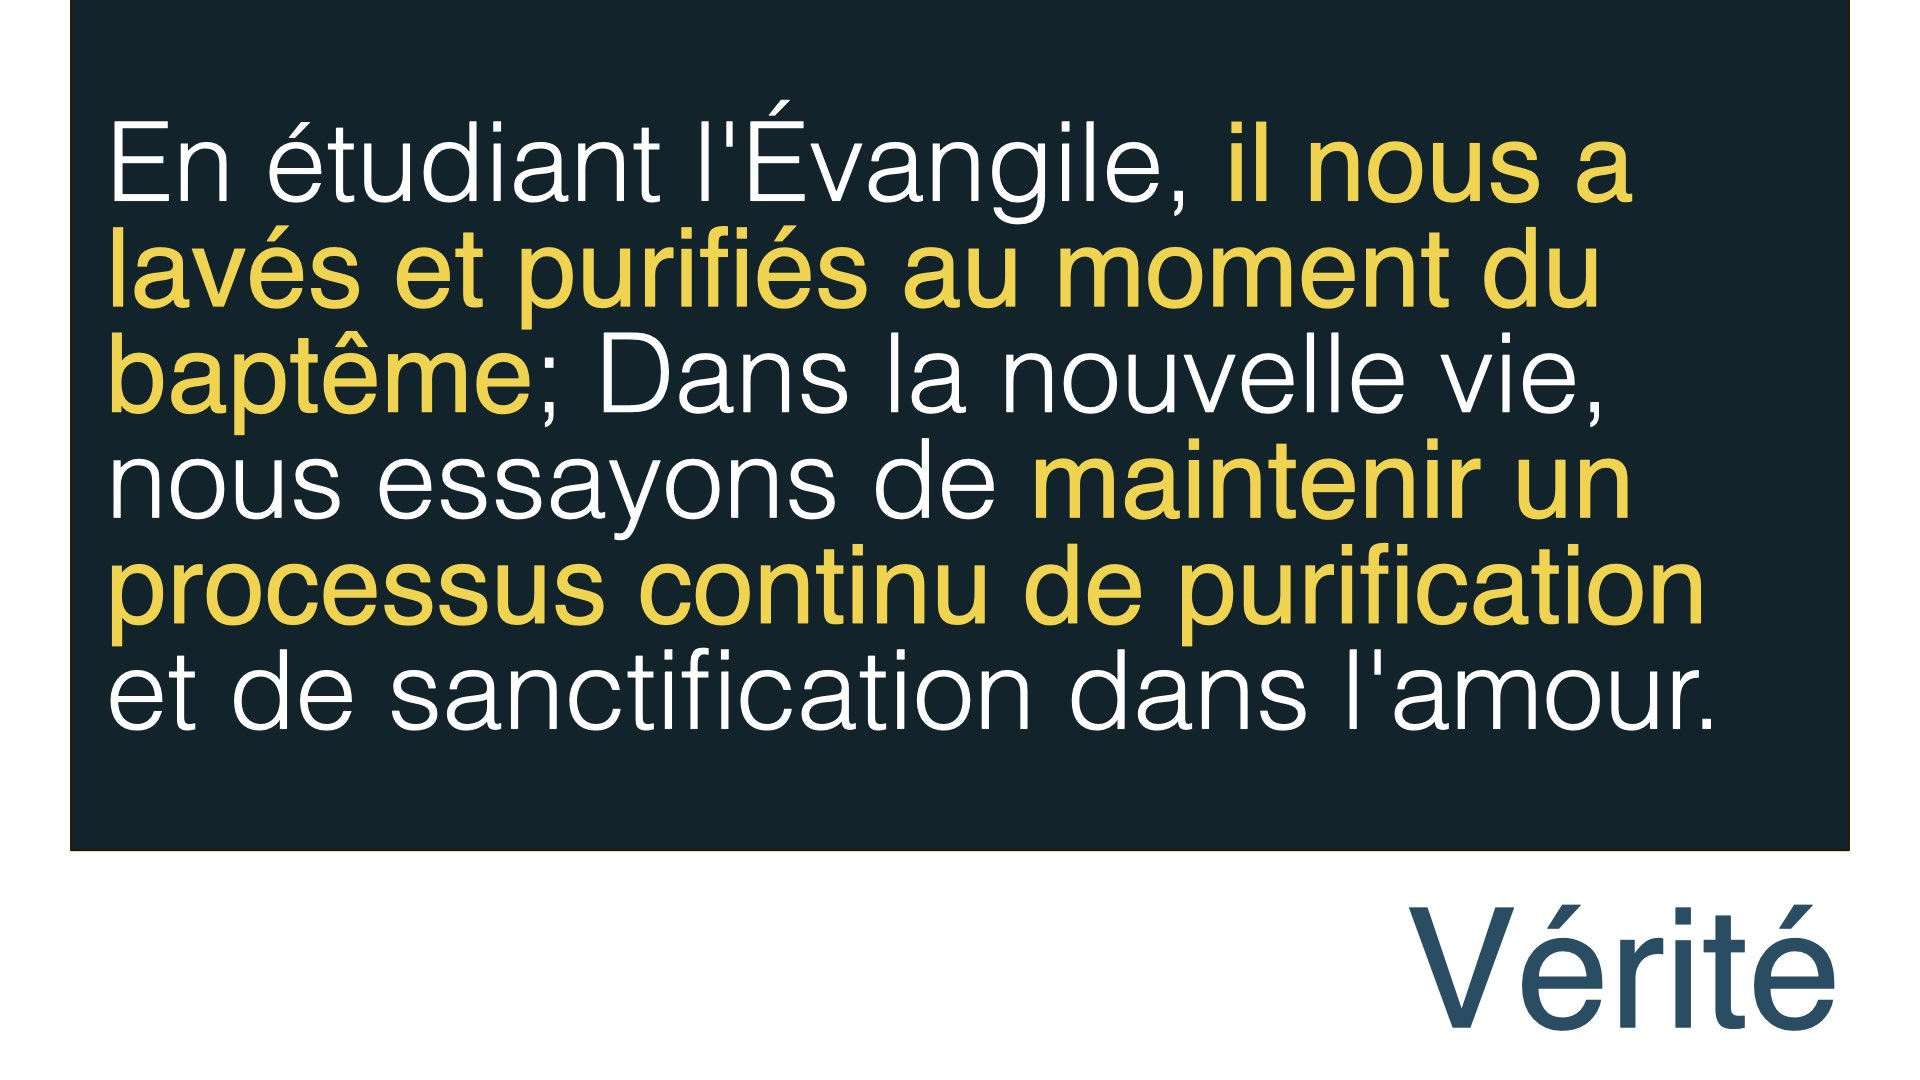 En étudiant l'Évangile, il nous a
lavés et purifiés au moment du
baptême; Dans la nouvelle vie,
nous essayons de maintenir un
processus continu de purification
et de sanctification dans l'amour.
Vérité